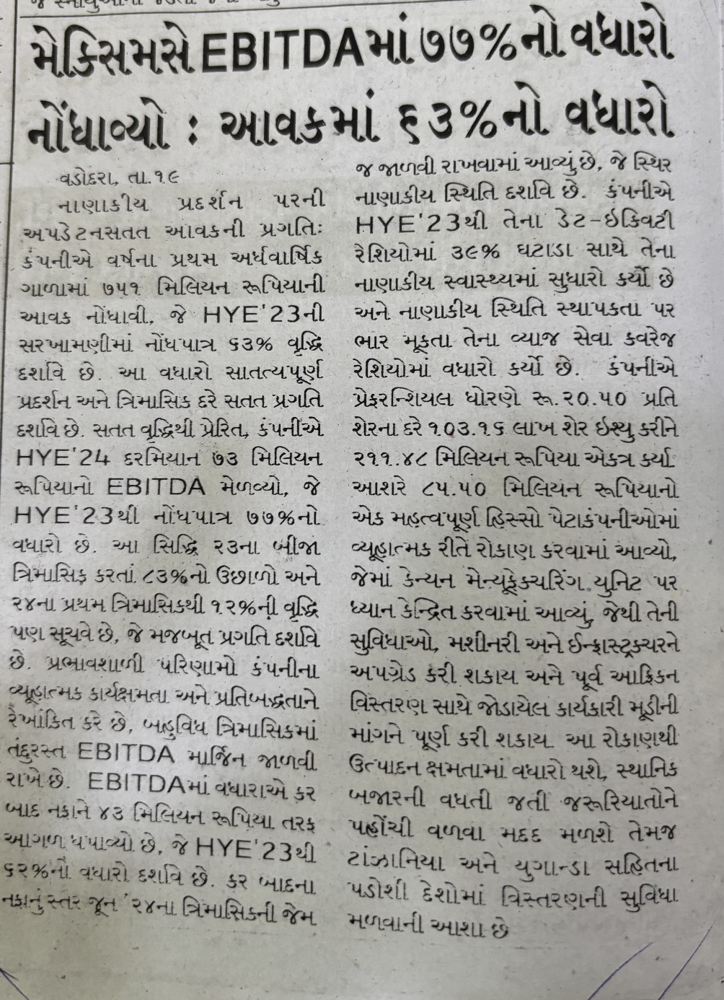 મેક્સિમસે EBITDAમાં ૭૭%નો વધારો
નોંધાવ્યો : આવકમાં ૬૩%નો વધારો
વડોદરા, તા.૧૯
નાણાકીય પ્રદર્શન પરની
અપડેટનસતત આવકની પ્રગતિઃ
કંપનીએ વર્ષના પ્રથમ અર્ધવાર્ષિક
ગાળામાં ૭૫૧ મિલિયન રૂપિયાની
આવક નોંધાવી, જે HYE'23ની
સરખામણીમાં નોંધપાત્ર ૬૩% વૃદ્ધિ
દર્શાવે છે. આ વધારો સાતત્યપૂર્ણ
પ્રદર્શન અને ત્રિમાસિક દરે સતત પ્રગતિ
દર્શાવે છે. સતત વૃદ્ધિથી પ્રેરિત, કંપનીએ
HYE'24 દરમિયાન ૭૩ મિલિયન
રૂપિયાનો EBITDA મેળવ્યો, જે
HYE'23થી નોંધપાત્ર ૭૭%નો
વધારો છે. આ સિદ્ધિ ૨૩ના બીજા
ત્રિમાસિક કરતાં ૮૩%નો ઉછાળો અને
૨૪ના પ્રથમ ત્રિમાસિકથી ૧૨%ની વૃદ્ધિ
પણ સૂચવે છે, જે મજબૂત પ્રગતિ દર્શાવે
છે. પ્રભાવશાળી પરિણામો કંપનીના
વ્યૂહાત્મક કાર્યક્ષમતા અને પ્રતિબદ્ધતાને
રેખાંકિત કરે છે, બહુવિધ ત્રિમાસિકમાં
તંદુરસ્ત EBITDA માર્જિન જાળવી
રાખે છે. EBITDAમાં વધારાએ કર
બાદ નફાને ૪૩ મિલિયન રૂપિયા તરફ
આગળ ધપાવ્યો છે, જે HYE'23થી
૬૨%નો વધારો દર્શાવે છે. કર બાદના
નફાનું સ્તર જૂન '૨૪ના ત્રિમાસિકની જેમ
જ જાળવી રાખવામાં આવ્યું છે, જે સ્થિર
નાણાકીય સ્થિતિ દર્શાવે છે. કંપનીએ
HYE'23થી તેના ડેટ-ઇક્વિટી
રેશિયોમાં ૩૯% ઘટાડા સાથે તેના
નાણાકીય સ્વાસ્થ્યમાં સુધારો કર્યો છે
અને નાણાકીય સ્થિતિ સ્થાપકતા પર
ભાર મૂકતા તેના વ્યાજ સેવા કવરેજ
રેશિયોમાં વધારો કર્યો છે. કંપનીએ
પ્રેફરન્શિયલ ધોરણે રૂ.૨૦.૫૦ પ્રતિ
શેરના દરે ૧૦૩.૧૬ લાખ શેર ઇશ્યુ કરીને
૨૧૧.૪૮ મિલિયન રૂપિયા એકત્ર કર્યા.
આશરે ૮૫.૫૦ મિલિયન રૂપિયાનો
એક મહત્વપૂર્ણ હિસ્સો પેટાકંપનીઓમાં
વ્યૂહાત્મક રીતે રોકાણ કરવામાં આવ્યો,
જેમાં કેન્યન મેન્યૂફેક્ચરિંગ યુનિટ પર
ધ્યાન કેન્દ્રિત કરવામાં આવ્યું, જેથી તેની
સુવિધાઓ, મશીનરી અને ઈન્ફ્રાસ્ટ્રક્ચરને
અપગ્રેડ કરી શકાય અને પૂર્વ આફ્રિકન
વિસ્તરણ સાથે જોડાયેલ કાર્યકારી મૂડીની
માંગને પૂર્ણ કરી શકાય. આ રોકાણથી
ઉત્પાદન ક્ષમતામાં વધારો થશે, સ્થાનિક
બજારની વધતી જતી જરૂરિયાતોને
પહોંચી વળવા મદદ મળશે તેમજ
ટાંઝાનિયા અને યુગાન્ડા સહિતના
પડોશી દેશોમાં વિસ્તરણની સુવિધા
મળવાની આશા છે